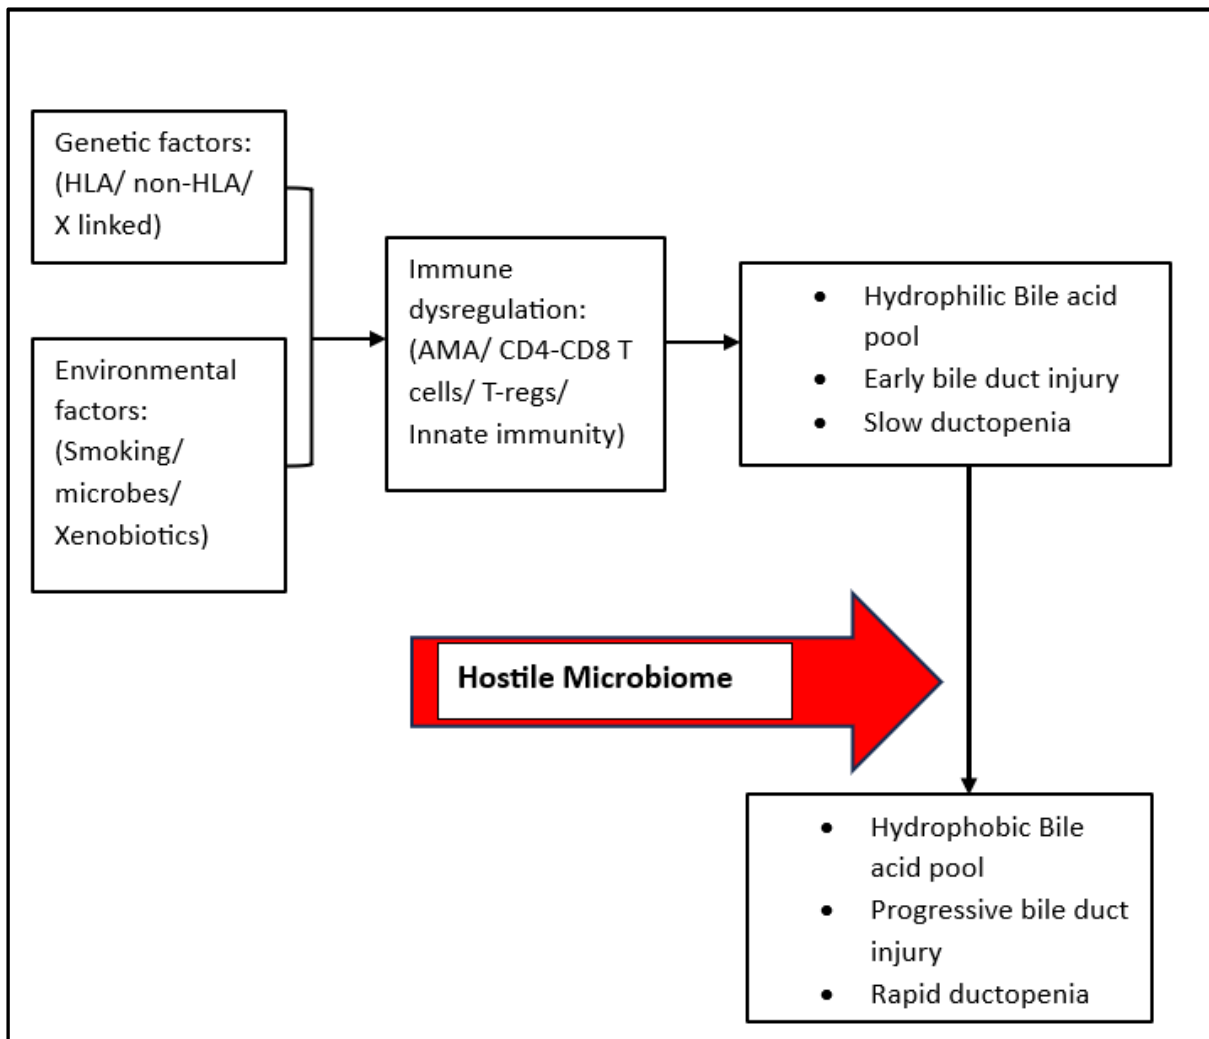 Genetic factors:
(HLA/ non-HLA/
X linked)
Environmental
factors:
(Smoking/
microbes/
Xenobiotics)
Immune
dysregulation:
(AMA/ CD4-CD8 T
cells/ T-regs/
Innate immunity)
• Hydrophilic Bile acid
pool
• Early bile duct injury
• Slow ductopenia
Hostile Microbiome
• Hydrophobic Bile
acid pool
• Progressive bile duct
injury
• Rapid ductopenia